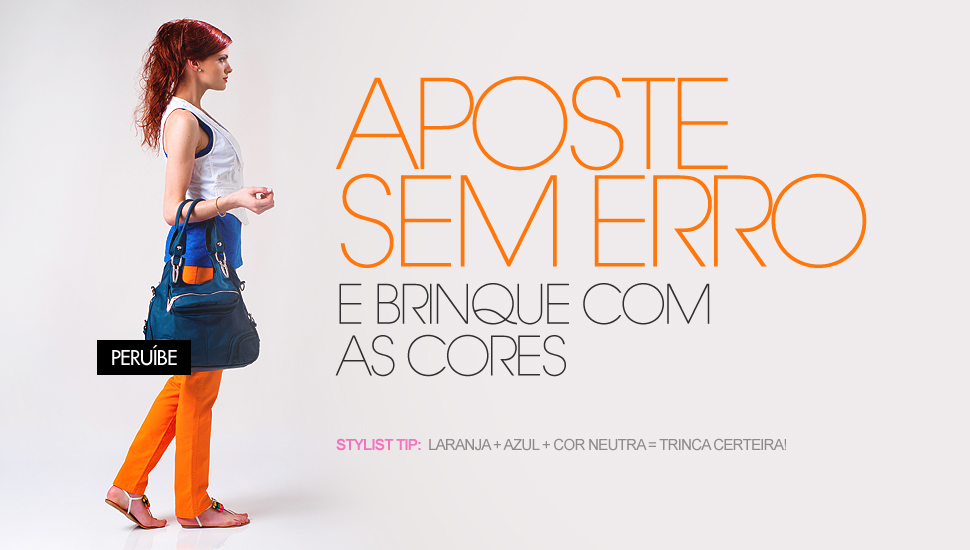 APOSTE
SEM ERRO
E BRINQUE COM
AS CORES
PERUÍBE
STYLIST TIP: LARANJA + AZUL + COR NEUTRA = TRINCA CERTEIRA!